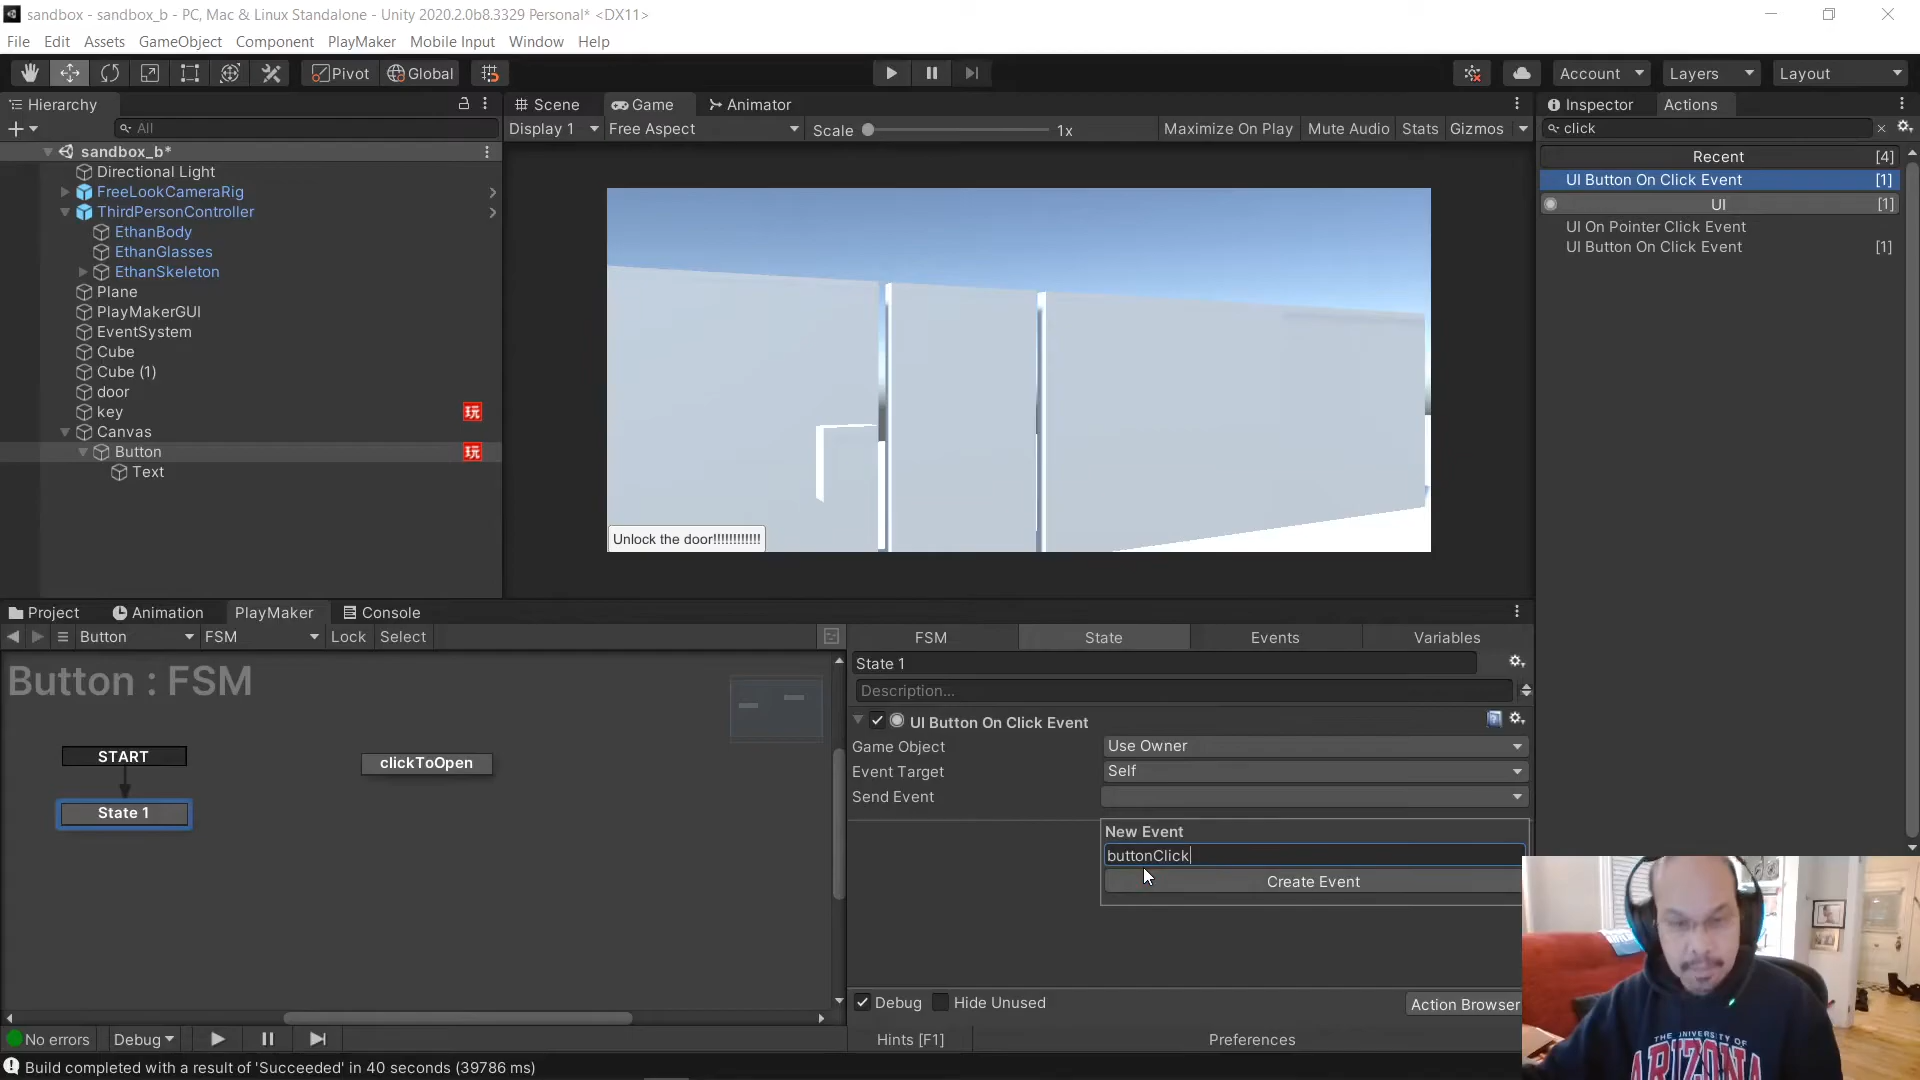 sandbox - sandbox_b - PC, Mac & Linux Standalone - Unity 2020.2.0b8.3329 Personal* <DX11>
File Edit Assets GameObject Component PlayMaker Mobile Input Window Help
Pivot Global Account Layers Layout
Hierarchy
All
sandbox_b*
Directional Light
FreeLookCameraRig
ThirdPersonController
EthanBody
EthanGlasses
EthanSkeleton
Plane
PlayMakerGUI
EventSystem
Cube
Cube (1)
door
key 玩
Canvas
Button 玩
Text
Scene Game Animator
Display 1 Free Aspect Scale 1x Maximize On Play Mute Audio Stats Gizmos
Unlock the door!!!!!!!!!!!!
Inspector Actions
click
Recent [4]
UI Button On Click Event [1]
UI [1]
UI On Pointer Click Event
UI Button On Click Event [1]
Project Animation PlayMaker Console
Button FSM Lock Select
Button : FSM
START
State 1
clickToOpen
FSM State Events Variables
State 1
Description...
UI Button On Click Event
Game Object Use Owner
Event Target Self
Send Event
New Event
buttonClick
Create Event
Debug Hide Unused Action Browser
Hints [F1] Preferences
No errors Debug
Build completed with a result of 'Succeeded' in 40 seconds (39786 ms)
THE UNIVERSITY OF
ARIZONA